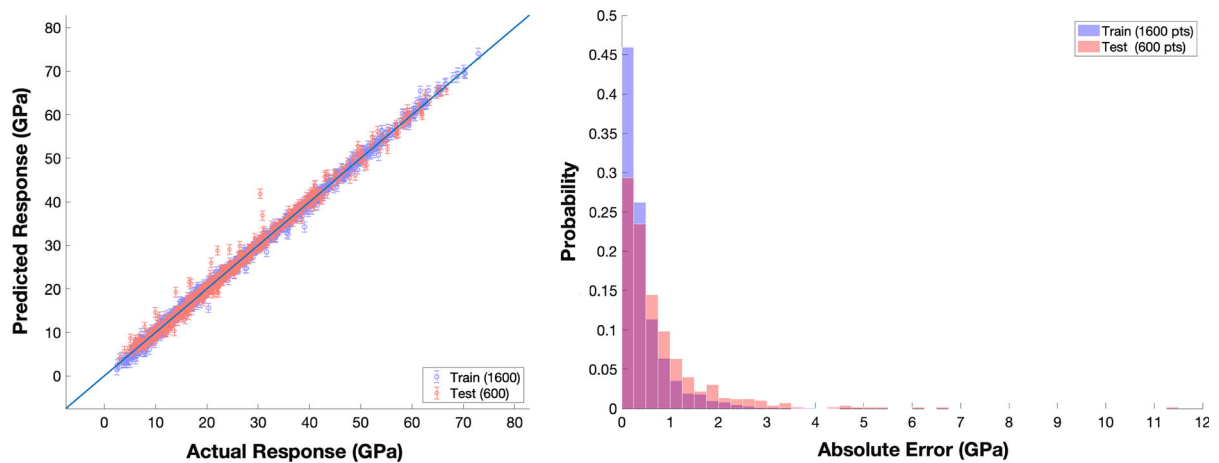 80
70
60
50
40
30
20
10
0
Predicted Response (GPa)
0 10 20 30 40 50 60 70 80
Actual Response (GPa)
Train (1600)
Test (600)
0.5
0.45
0.4
0.35
0.3
0.25
0.2
0.15
0.1
0.05
0
Probability
0 1 2 3 4 5 6 7 8 9 10 11 12
Absolute Error (GPa)
Train (1600 pts)
Test (600 pts)